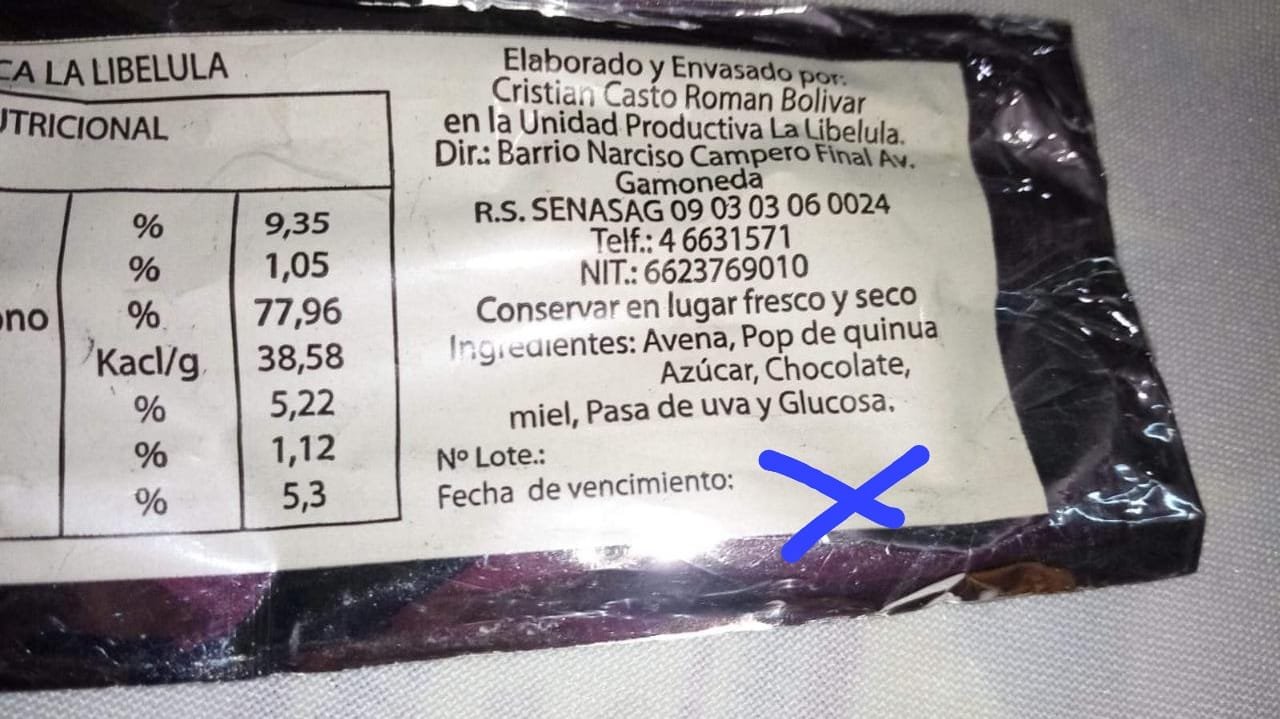 CA LA LIBELULA
UTRICIONAL
% 9,35
% 1,05
ono % 77,96
Kacl/g. 38,58
% 5,22
% 1,12
% 5,3
Elaborado y Envasado por:
Cristian Casto Roman Bolivar
en la Unidad Productiva La Libelula.
Dir.: Barrio Narciso Campero Final Av.
Gamoneda
R.S. SENASAG 09 03 03 06 0024
Telf.: 4 6631571
NIT.: 6623769010
Conservar en lugar fresco y seco
Ingredientes: Avena, Pop de quinua
Azúcar, Chocolate,
miel, Pasa de uva y Glucosa.
Nº Lote.:
Fecha de vencimiento: